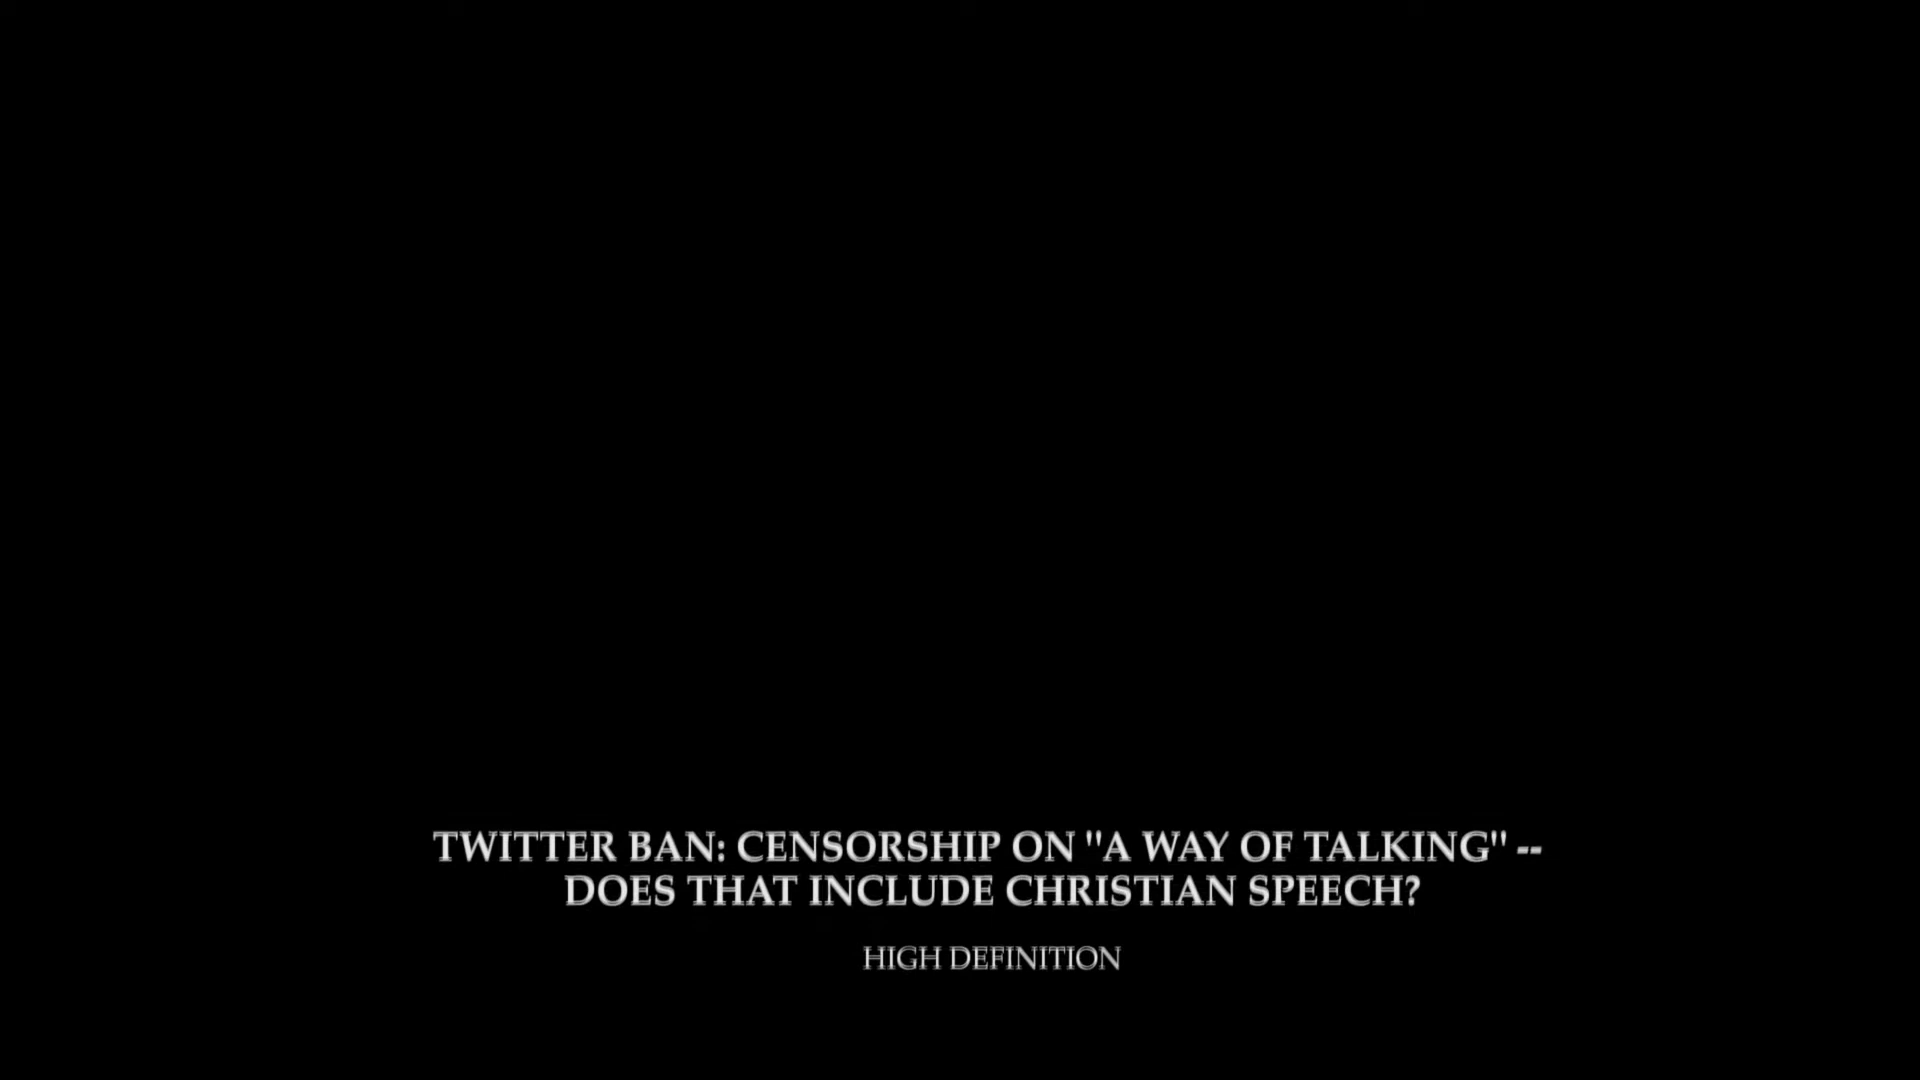 TWITTER BAN: CENSORSHIP ON "A WAY OF TALKING" --
DOES THAT INCLUDE CHRISTIAN SPEECH?
HIGH DEFINITION